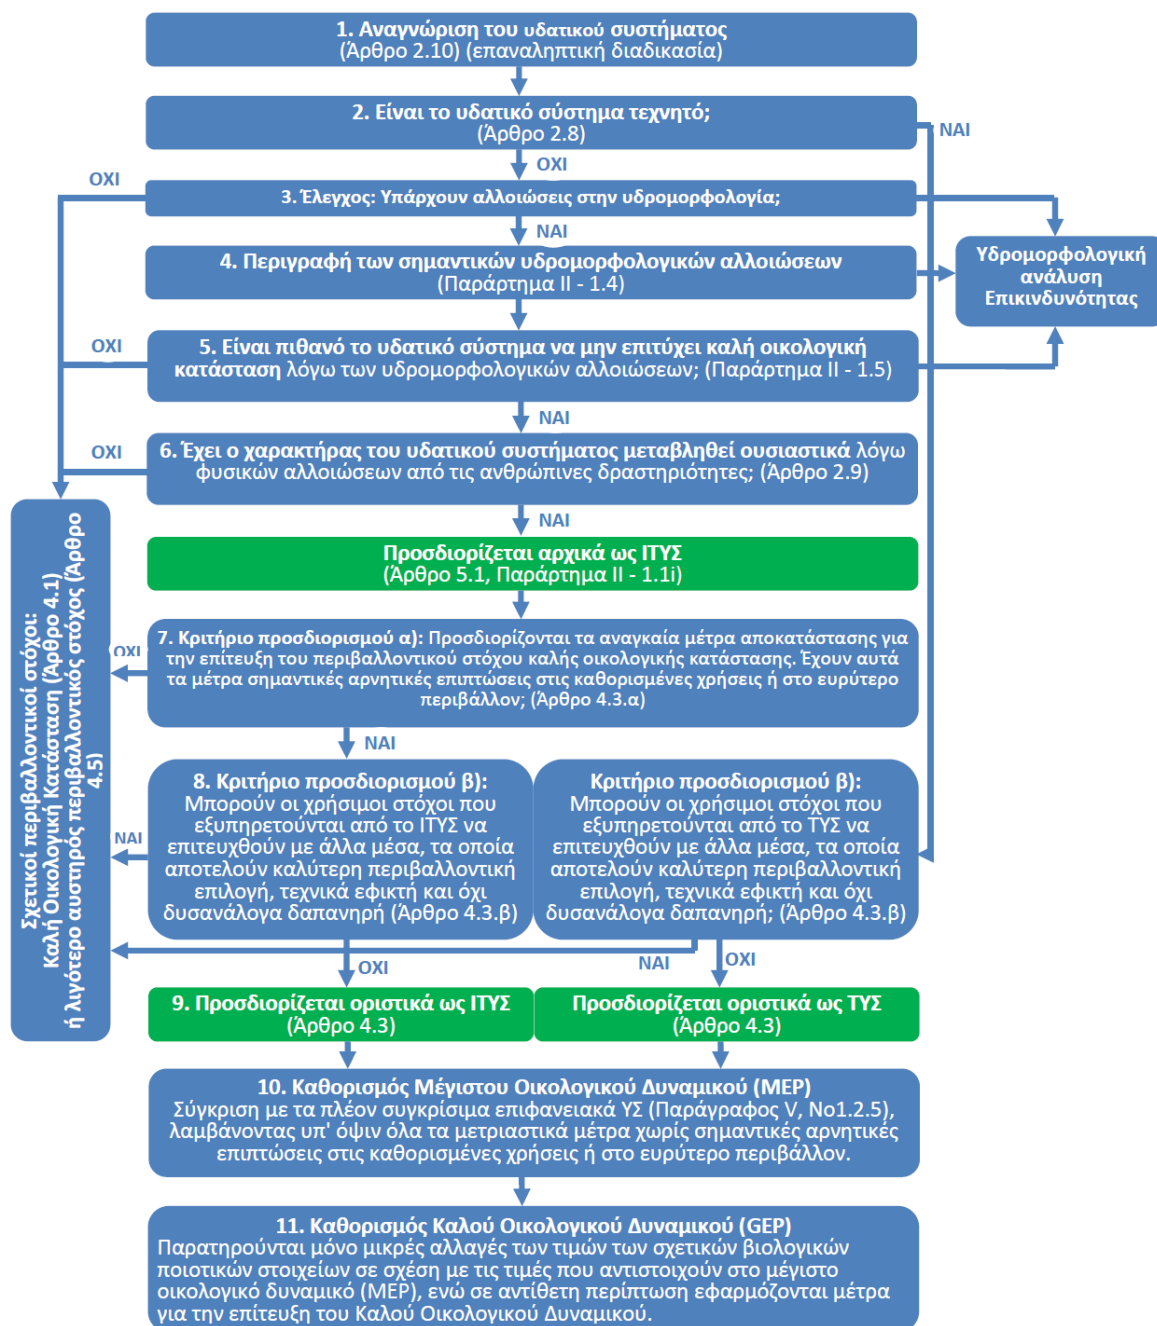 1. Αναγνώριση του υδατικού συστήματος
(Άρθρο 2.10) (επαναληπτική διαδικασία)
2. Είναι το υδατικό σύστημα τεχνητό;
(Άρθρο 2.8)
ΝΑΙ
ΟΧΙ
ΟΧΙ
3. Έλεγχος: Υπάρχουν αλλοιώσεις στην υδρομορφολογία;
ΝΑΙ
4. Περιγραφή των σημαντικών υδρομορφολογικών αλλοιώσεων
(Παράρτημα ΙΙ - 1.4)
Υδρομορφολογική
ανάλυση
Επικινδυνότητας
ΟΧΙ
5. Είναι πιθανό το υδατικό σύστημα να μην επιτύχει καλή οικολογική
κατάσταση λόγω των υδρομορφολογικών αλλοιώσεων; (Παράρτημα ΙΙ - 1.5)
ΝΑΙ
ΟΧΙ
6. Έχει ο χαρακτήρας του υδατικού συστήματος μεταβληθεί ουσιαστικά λόγω
φυσικών αλλοιώσεων από τις ανθρώπινες δραστηριότητες; (Άρθρο 2.9)
ΝΑΙ
Προσδιορίζεται αρχικά ως ΙΤΥΣ
(Άρθρο 5.1, Παράρτημα ΙΙ - 1.1i)
7. Κριτήριο προσδιορισμού α): Προσδιορίζονται τα αναγκαία μέτρα αποκατάστασης για
την επίτευξη του περιβαλλοντικού στόχου καλής οικολογικής κατάστασης. Έχουν αυτά
τα μέτρα σημαντικές αρνητικές επιπτώσεις στις καθορισμένες χρήσεις ή στο ευρύτερο
περιβάλλον; (Άρθρο 4.3.α)
ΟΧΙ
ΝΑΙ
Σχετικοί περιβαλλοντικοί στόχοι:
Καλή Οικολογική Κατάσταση (Άρθρο 4.1)
ή λιγότερο αυστηρός περιβαλλοντικός στόχος (Άρθρο
4.5)
8. Κριτήριο προσδιορισμού β):
Μπορούν οι χρήσιμοι στόχοι που
εξυπηρετούνται από το ΙΤΥΣ να
επιτευχθούν με άλλα μέσα, τα οποία
αποτελούν καλύτερη περιβαλλοντική
επιλογή, τεχνικά εφικτή και όχι
δυσανάλογα δαπανηρή (Άρθρο 4.3.β)
ΝΑΙ
Κριτήριο προσδιορισμού β):
Μπορούν οι χρήσιμοι στόχοι που
εξυπηρετούνται από το ΤΥΣ να
επιτευχθούν με άλλα μέσα, τα οποία
αποτελούν καλύτερη περιβαλλοντική
επιλογή, τεχνικά εφικτή και όχι
δυσανάλογα δαπανηρή; (Άρθρο 4.3.β)
ΟΧΙ
ΝΑΙ
ΟΧΙ
9. Προσδιορίζεται οριστικά ως ΙΤΥΣ
(Άρθρο 4.3)
Προσδιορίζεται οριστικά ως ΤΥΣ
(Άρθρο 4.3)
10. Καθορισμός Μέγιστου Οικολογικού Δυναμικού (MEP)
Σύγκριση με τα πλέον συγκρίσιμα επιφανειακά ΥΣ (Παράγραφος V, No1.2.5),
λαμβάνοντας υπ' όψιν όλα τα μετριαστικά μέτρα χωρίς σημαντικές αρνητικές
επιπτώσεις στις καθορισμένες χρήσεις ή στο ευρύτερο περιβάλλον.
11. Καθορισμός Καλού Οικολογικού Δυναμικού (GEP)
Παρατηρούνται μόνο μικρές αλλαγές των τιμών των σχετικών βιολογικών
ποιοτικών στοιχείων σε σχέση με τις τιμές που αντιστοιχούν στο μέγιστο
οικολογικό δυναμικό (MEP), ενώ σε αντίθετη περίπτωση εφαρμόζονται μέτρα
για την επίτευξη του Καλού Οικολογικού Δυναμικού.